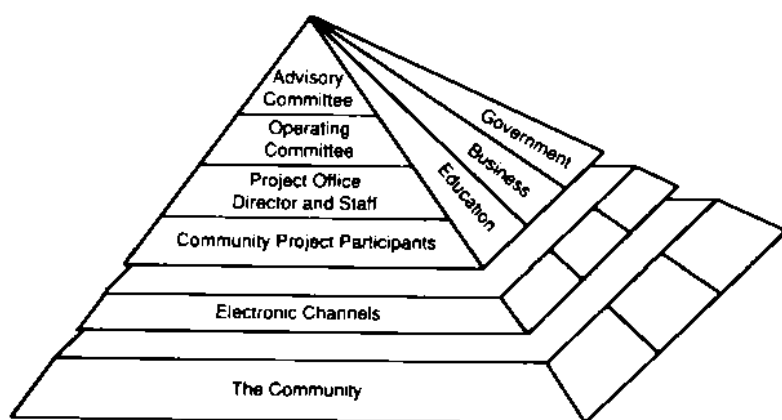 Advisory
Committee
Operating
Committee
Project Office
Director and Staff
Community Project Participants
Government
Business
Education
Electronic Channels
The Community